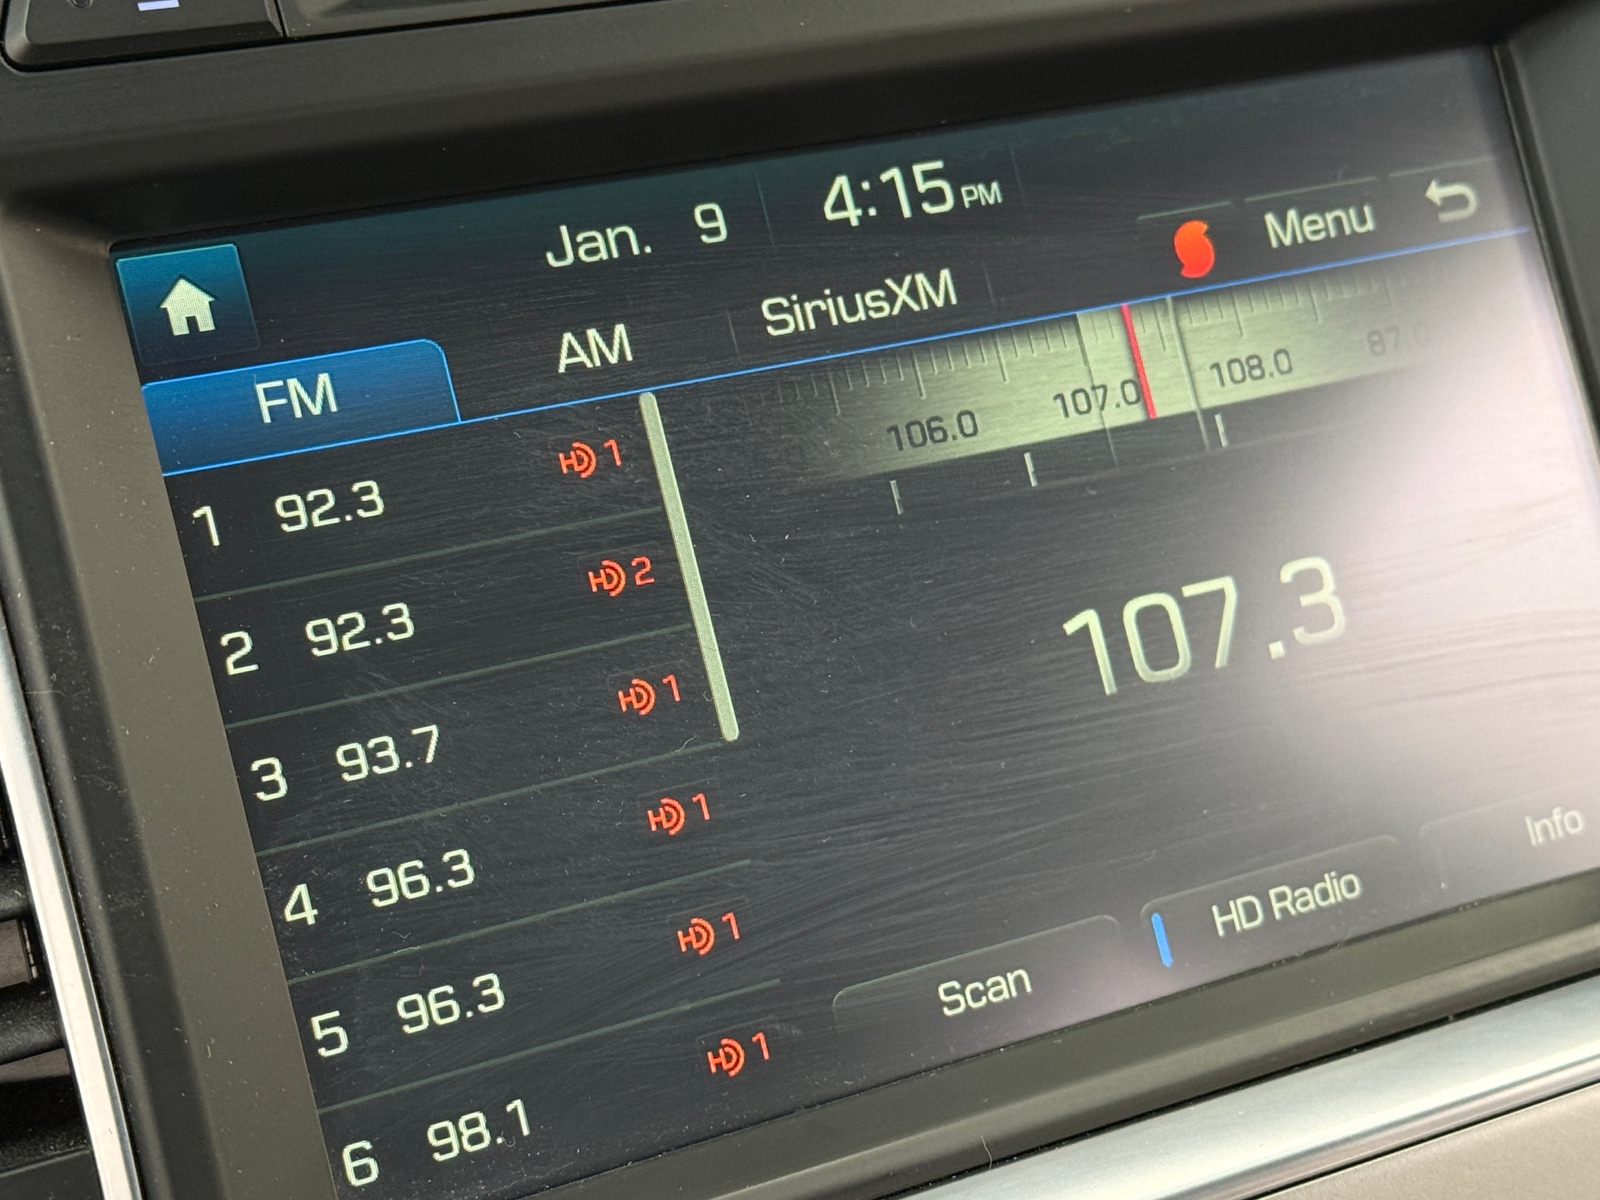 Jan. 9 4:15 PM
Menu
FM AM SiriusXM
106.0 107.0 108.0 87.0
1 92.3 HD 1
2 92.3 HD 2
3 93.7 HD 1
4 96.3 HD 1
5 96.3 HD 1
6 98.1 HD 1
107.3
Scan HD Radio Info